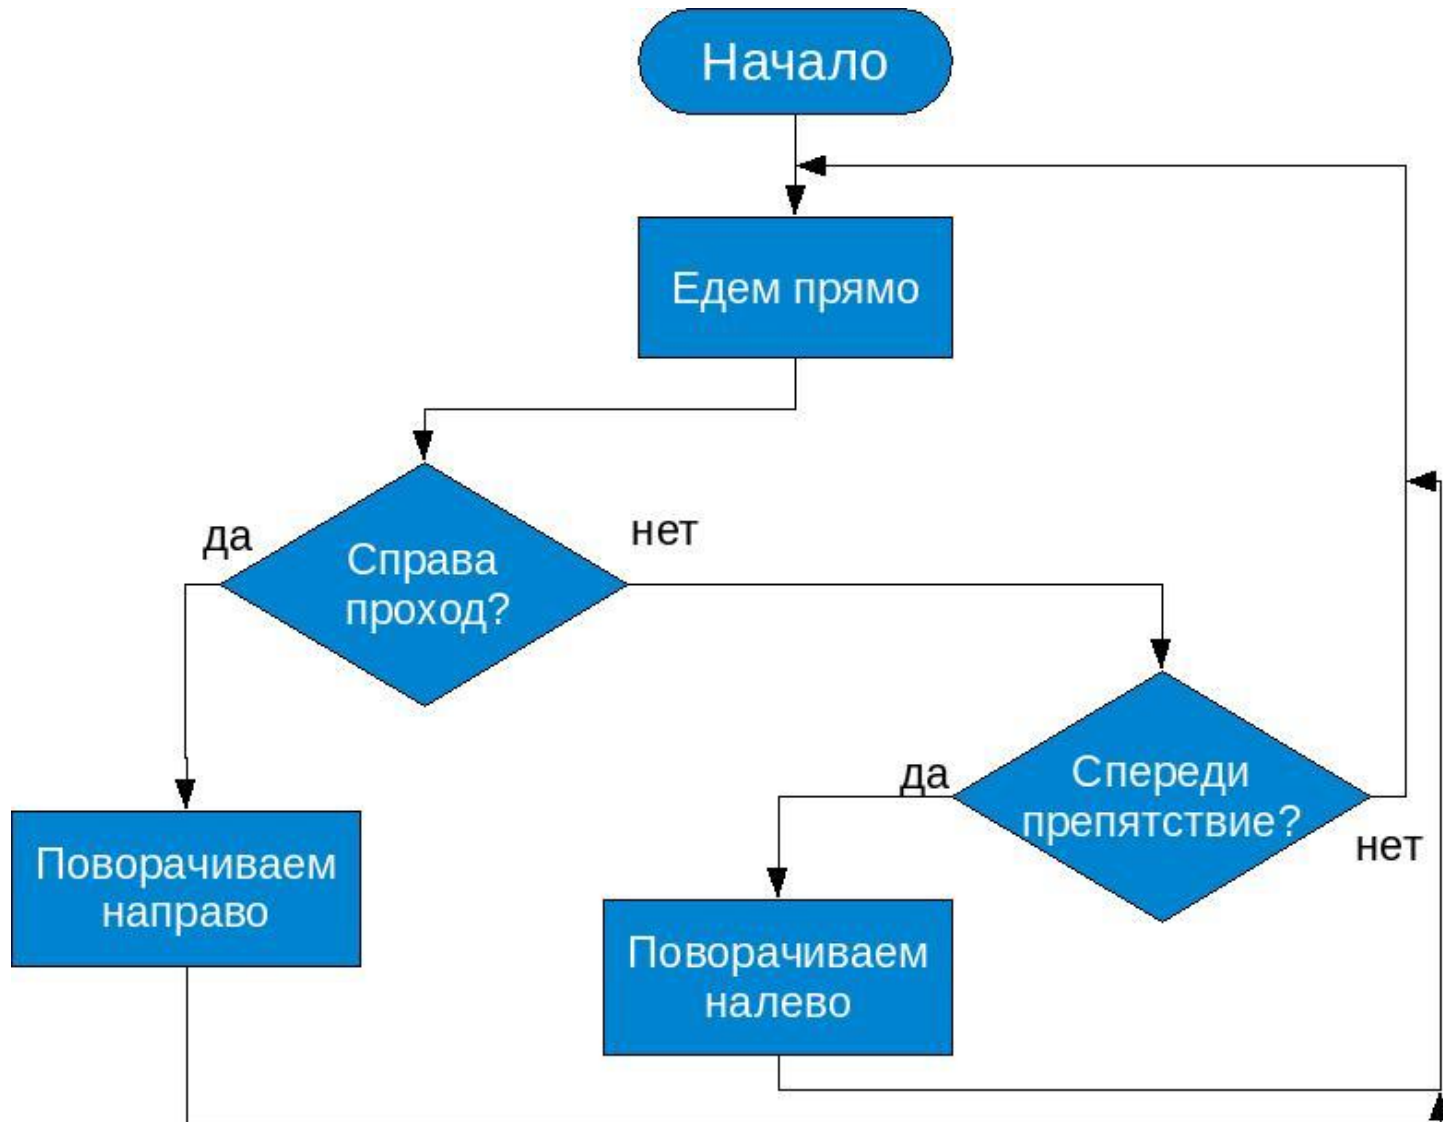 Начало
Едем прямо
да
нет
Справа
проход?
да
Спереди
препятствие?
нет
Поворачиваем
направо
Поворачиваем
налево